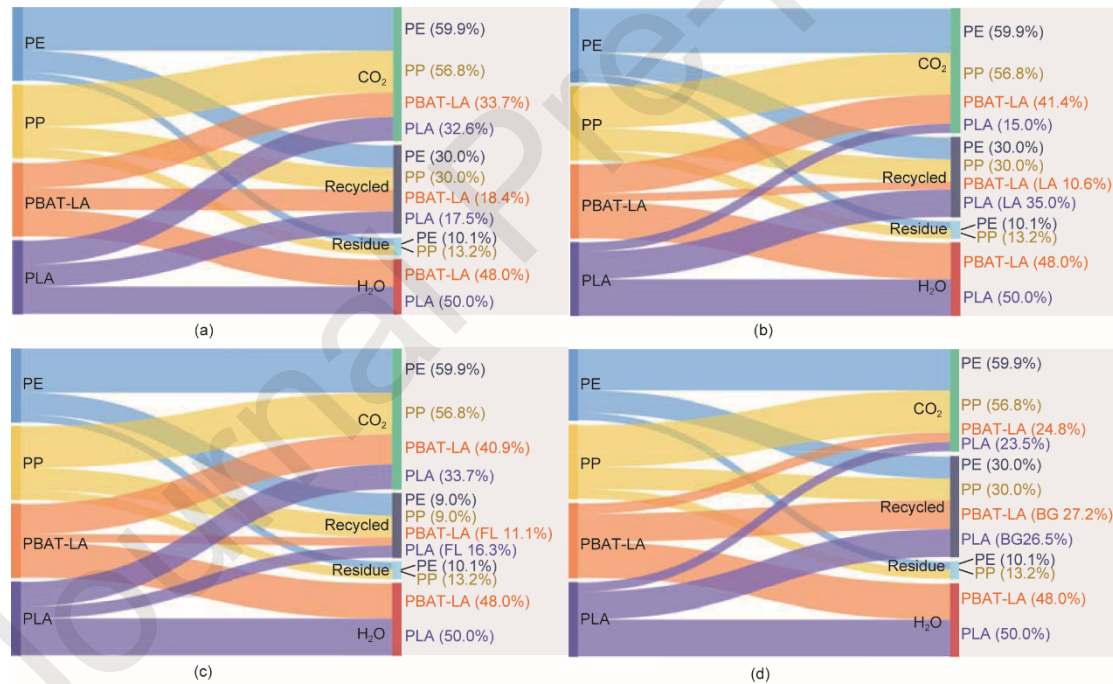 PE
PP
PBAT-LA
PLA
CO₂
Recycled
Residue
H₂O
PE (59.9%)
PP (56.8%)
PBAT-LA (33.7%)
PLA (32.6%)
PE (30.0%)
PP (30.0%)
PBAT-LA (18.4%)
PLA (17.5%)
PE (10.1%)
PP (13.2%)
PBAT-LA (48.0%)
PLA (50.0%)
(a)
PE
PP
PBAT-LA
PLA
CO₂
Recycled
Residue
H₂O
PE (59.9%)
PP (56.8%)
PBAT-LA (41.4%)
PLA (15.0%)
PE (30.0%)
PP (30.0%)
PBAT-LA (LA 10.6%)
PLA (LA 35.0%)
PE (10.1%)
PP (13.2%)
PBAT-LA (48.0%)
PLA (50.0%)
(b)
PE
PP
PBAT-LA
PLA
CO₂
Recycled
Residue
H₂O
PE (59.9%)
PP (56.8%)
PBAT-LA (40.9%)
PLA (33.7%)
PE (9.0%)
PP (9.0%)
PBAT-LA (FL 11.1%)
PLA (FL 16.3%)
PE (10.1%)
PP (13.2%)
PBAT-LA (48.0%)
PLA (50.0%)
(c)
PE
PP
PBAT-LA
PLA
CO₂
Recycled
Residue
H₂O
PE (59.9%)
PP (56.8%)
PBAT-LA (24.8%)
PLA (23.5%)
PE (30.0%)
PP (30.0%)
PBAT-LA (BG 27.2%)
PLA (BG26.5%)
PE (10.1%)
PP (13.2%)
PBAT-LA (48.0%)
PLA (50.0%)
(d)